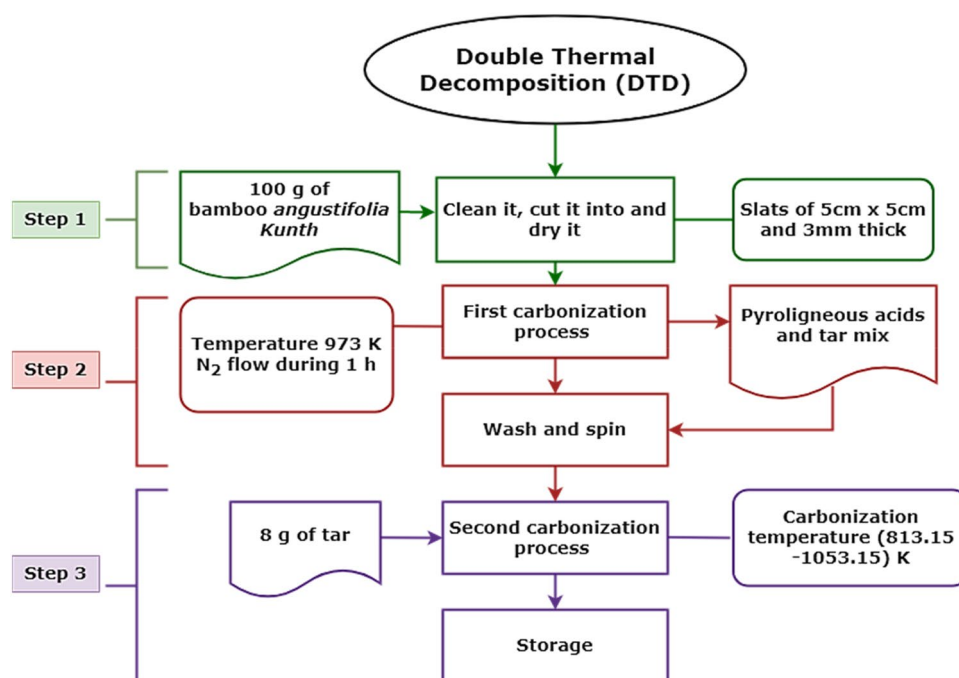 Double Thermal
Decomposition (DTD)
Step 1
100 g of
bamboo angustifolia
Kunth
Clean it, cut it into and
dry it
Slats of 5cm x 5cm
and 3mm thick
Step 2
Temperature 973 K
N₂ flow during 1 h
First carbonization
process
Pyroligneous acids
and tar mix
Wash and spin
Step 3
8 g of tar
Second carbonization
process
Carbonization
temperature (813.15
-1053.15) K
Storage